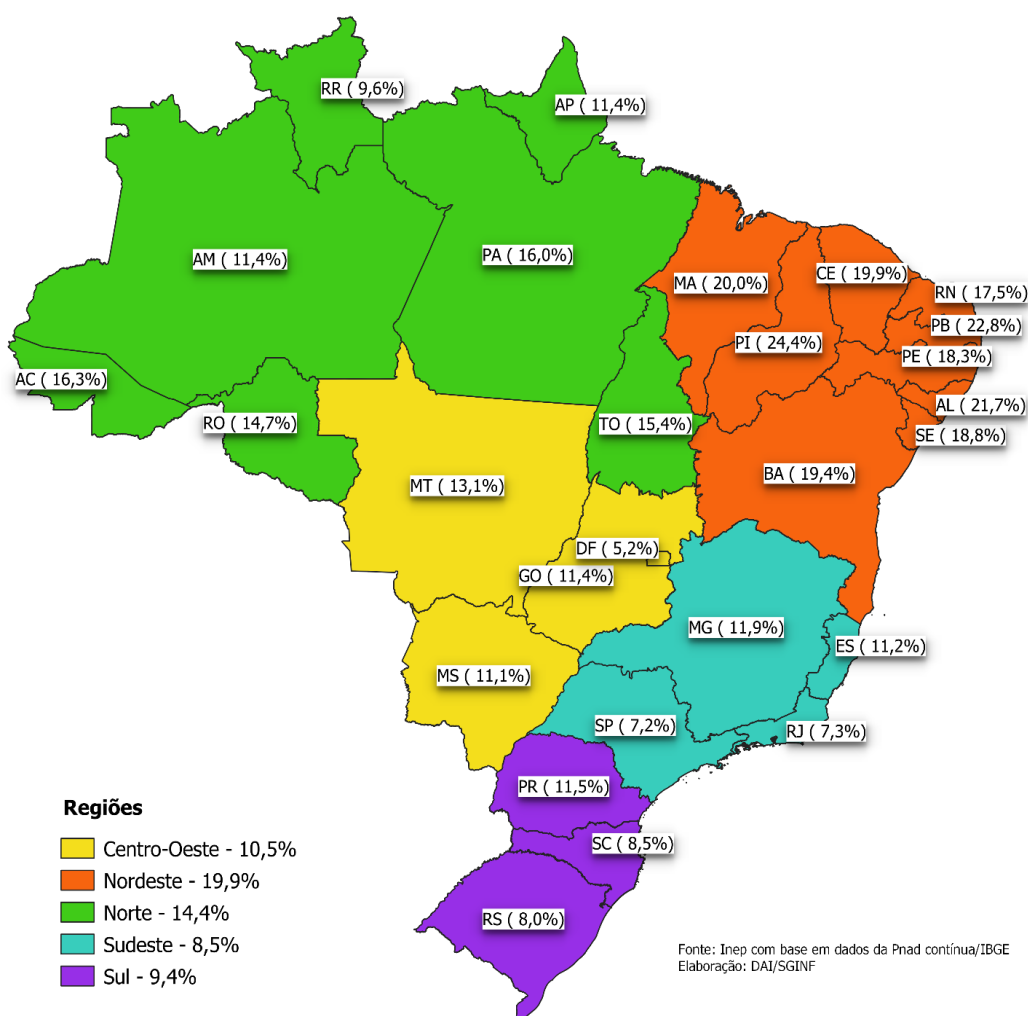 RR ( 9,6%)
AP ( 11,4%)
AM ( 11,4%)
PA ( 16,0%)
MA ( 20,0%)
CE ( 19,9%)
RN ( 17,5%)
PB ( 22,8%)
PI ( 24,4%)
PE ( 18,3%)
AC ( 16,3%)
AL ( 21,7%)
RO ( 14,7%)
TO ( 15,4%)
SE ( 18,8%)
BA ( 19,4%)
MT ( 13,1%)
DF ( 5,2%)
GO ( 11,4%)
MG ( 11,9%)
ES ( 11,2%)
MS ( 11,1%)
SP ( 7,2%)
RJ ( 7,3%)
PR ( 11,5%)
SC ( 8,5%)
RS ( 8,0%)
Regiões
Centro-Oeste - 10,5%
Nordeste - 19,9%
Norte - 14,4%
Sudeste - 8,5%
Sul - 9,4%
Fonte: Inep com base em dados da Pnad contínua/IBGE
Elaboração: DAI/SGINF